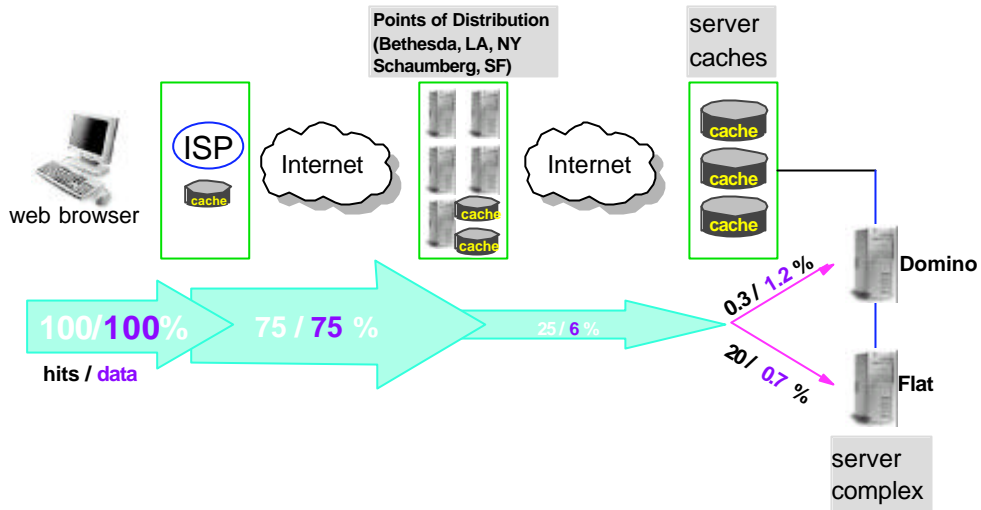 Points of Distribution
(Bethesda, LA, NY
Schaumberg, SF)
server
caches
web browser
ISP
cache
Internet
cache
cache
Internet
cache
cache
cache
Domino
Flat
100/100%
hits / data
75 / 75 %
25 / 6 %
0.3 / 1.2 %
20/ 0.7 %
server
complex